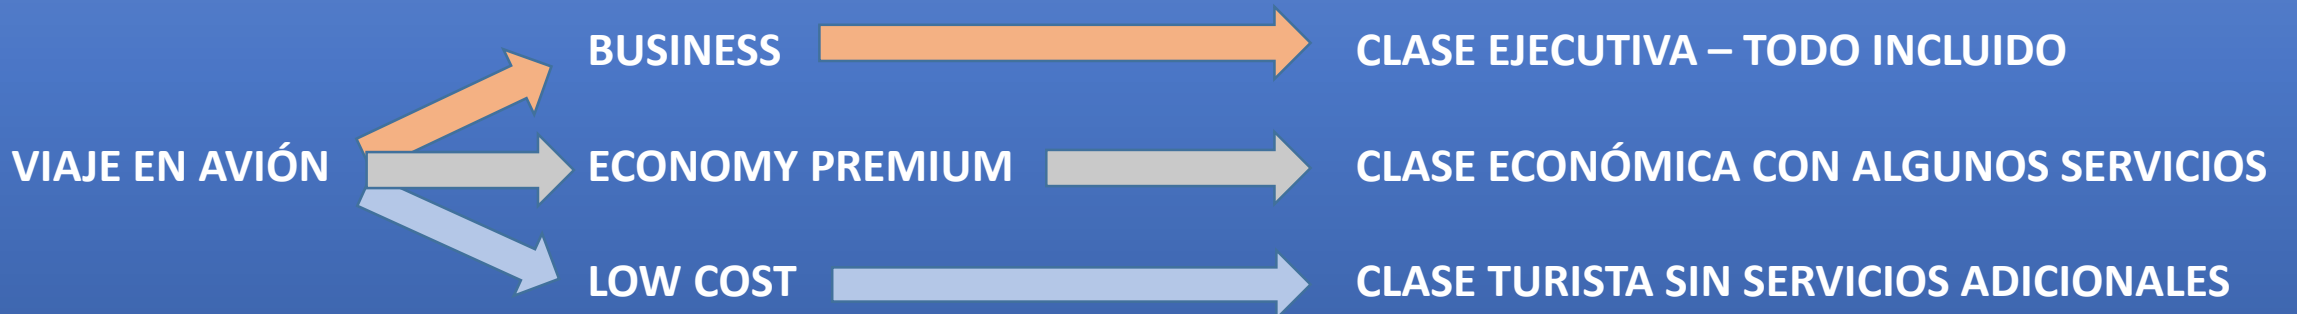 BUSINESS CLASE EJECUTIVA – TODO INCLUIDO
VIAJE EN AVIÓN ECONOMY PREMIUM CLASE ECONÓMICA CON ALGUNOS SERVICIOS
LOW COST CLASE TURISTA SIN SERVICIOS ADICIONALES